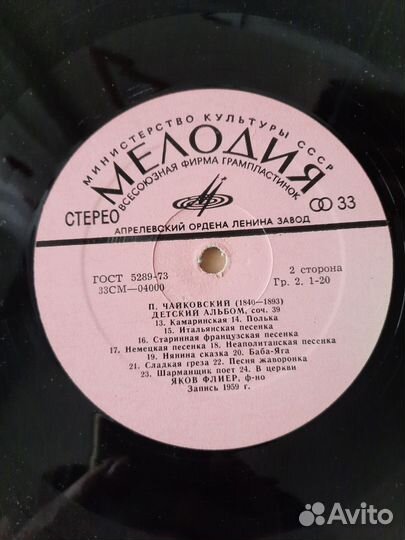 МИНИСТЕРСТВО КУЛЬТУРЫ СССР
МЕЛОДИЯ
ВСЕСОЮЗНАЯ ФИРМА ГРАМПЛАСТИНОК
СТЕРЕО
33
АПРЕЛЕВСКИЙ ОРДЕНА ЛЕНИНА ЗАВОД
ГОСТ 5289-73
33СМ—04000
2 сторона
Гр. 2. 1-20
П. ЧАЙКОВСКИЙ (1840—1893)
ДЕТСКИЙ АЛЬБОМ, соч. 39
13. Камаринская 14. Полька
15. Итальянская песенка
16. Старинная французская песенка
17. Немецкая песенка 18. Неаполитанская песенка
19. Нянина сказка 20. Баба-Яга
21. Сладкая греза 22. Песня жаворонка
23. Шарманщик поет 24. В церкви
ЯКОВ ФЛИЕР, ф-но
Запись 1959 г.
Avito